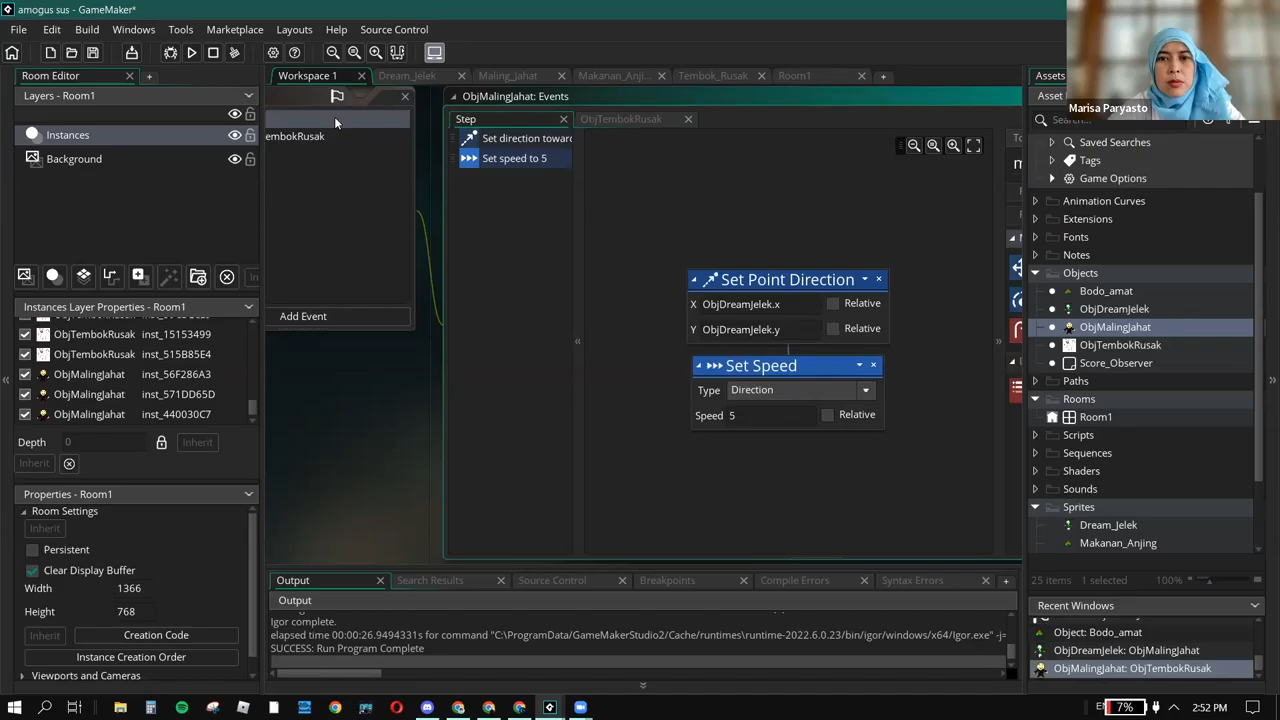 amogus sus - GameMaker*
File Edit Build Windows Tools Marketplace Layouts Help Source Control
Room Editor
Workspace 1
Dream_Jelek
Maling_Jahat
Makanan_Anji...
Tembok_Rusak
Room1
Assets
Layers - Room1
ObjMalingJahat: Events
Marisa Paryasto
Instances
Background
embokRusak
Step
ObjTembokRusak
Set direction towar
Set speed to 5
Saved Searches
Tags
Game Options
Animation Curves
Extensions
Fonts
Notes
Objects
Bodo_amat
ObjDreamJelek
ObjMalingJahat
ObjTembokRusak
Score_Observer
Paths
Rooms
Room1
Scripts
Sequences
Shaders
Sounds
Sprites
Dream_Jelek
Makanan_Anjing
Set Point Direction
X ObjDreamJelek.x Relative
Y ObjDreamJelek.y Relative
Set Speed
Type Direction
Speed 5 Relative
Add Event
Instances Layer Properties - Room1
ObjTembokRusak inst_15153499
ObjTembokRusak inst_515B85E4
ObjMalingJahat inst_56F286A3
ObjMalingJahat inst_571DD65D
ObjMalingJahat inst_440030C7
Depth 0 Inherit
Inherit
Properties - Room1
Room Settings
Inherit
Persistent
Clear Display Buffer
Width 1366
Height 768
Inherit Creation Code
Instance Creation Order
Viewports and Cameras
Output
Search Results
Source Control
Breakpoints
Compile Errors
Syntax Errors
Output
Igor complete.
elapsed time 00:00:26.9494331s for command "C:\ProgramData/GameMakerStudio2/Cache/runtimes\runtime-2022.6.0.23/bin/igor/windows/x64/Igor.exe" -j=
SUCCESS: Run Program Complete
25 items 1 selected 100%
Recent Windows
Object: Bodo_amat
ObjDreamJelek: ObjMalingJahat
ObjMalingJahat: ObjTembokRusak
7%
2:52 PM